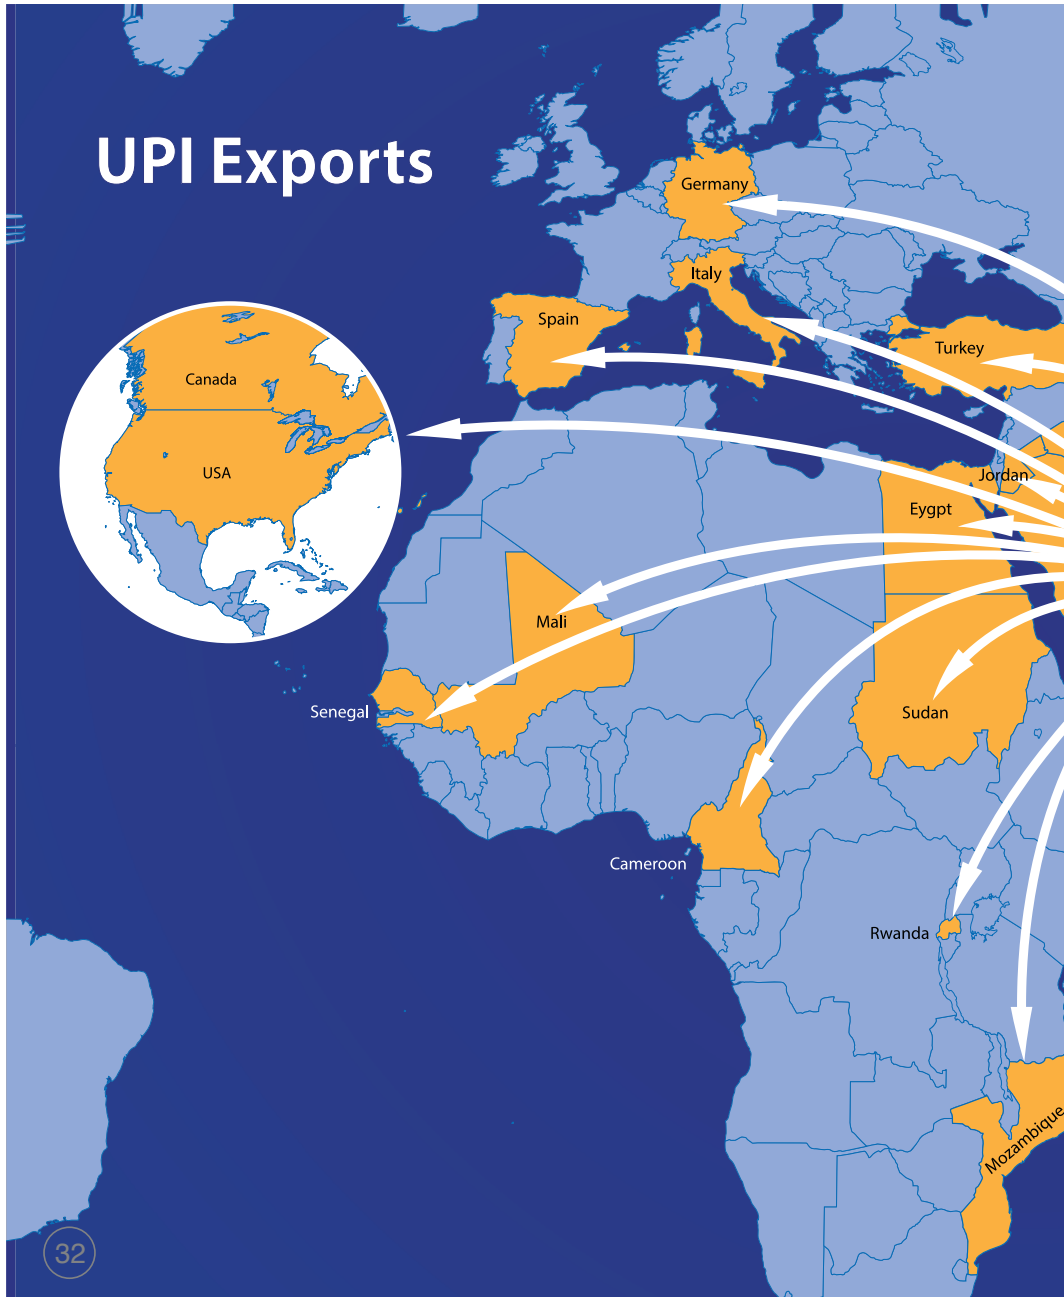 UPI Exports
Germany
Italy
Spain
Turkey
Canada
USA
Jordan
Eygpt
Mali
Senegal
Sudan
Cameroon
Rwanda
Mozambique
32